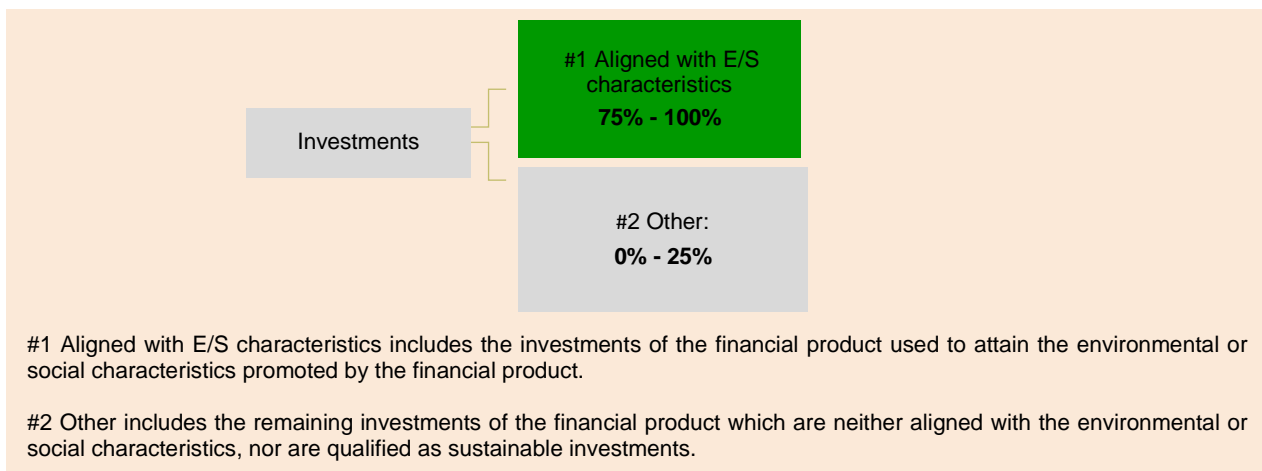 #1 Aligned with E/S
characteristics
75% - 100%
Investments
#2 Other:
0% - 25%
#1 Aligned with E/S characteristics includes the investments of the financial product used to attain the environmental or
social characteristics promoted by the financial product.
#2 Other includes the remaining investments of the financial product which are neither aligned with the environmental or
social characteristics, nor are qualified as sustainable investments.